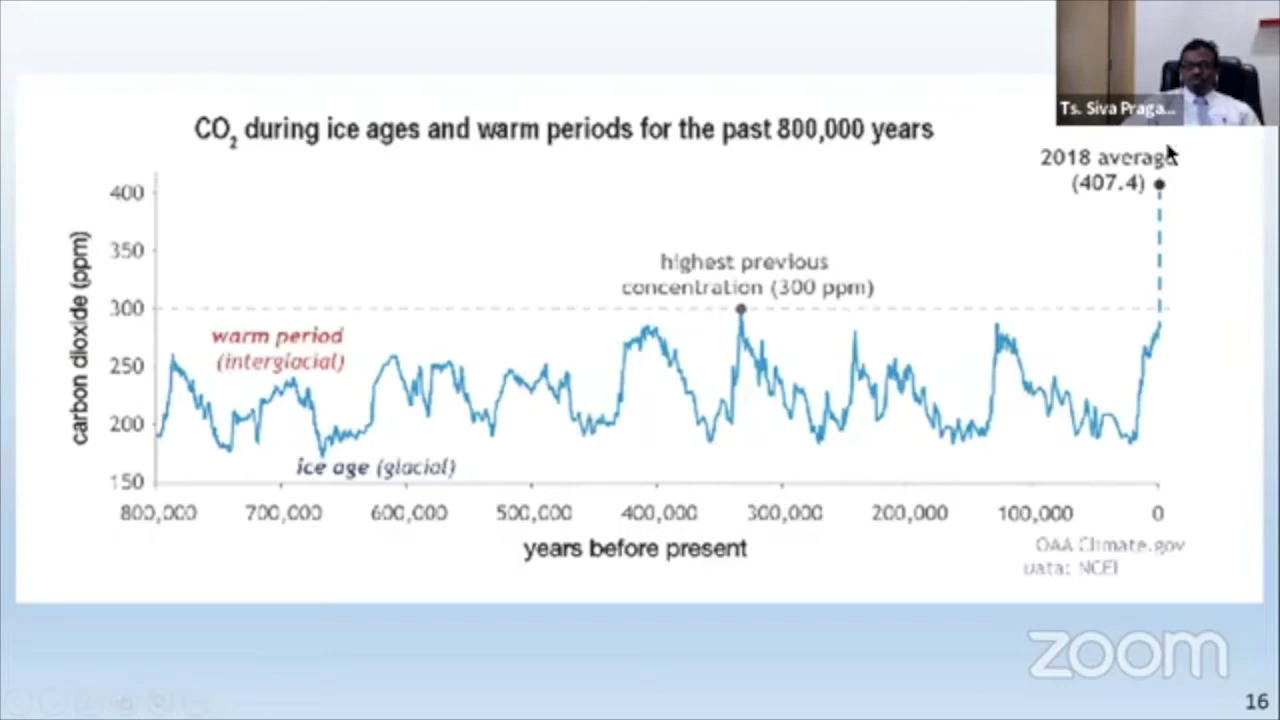 Ts. Siva Praga...
CO₂ during ice ages and warm periods for the past 800,000 years
2018 average
(407.4)
400
350
300
250
200
150
carbon dioxide (ppm)
highest previous
concentration (300 ppm)
warm period
(interglacial)
ice age (glacial)
800,000 700,000 600,000 500,000 400,000 300,000 200,000 100,000 0
years before present
OAA Climate.gov
Data: NCEI
zoom
16